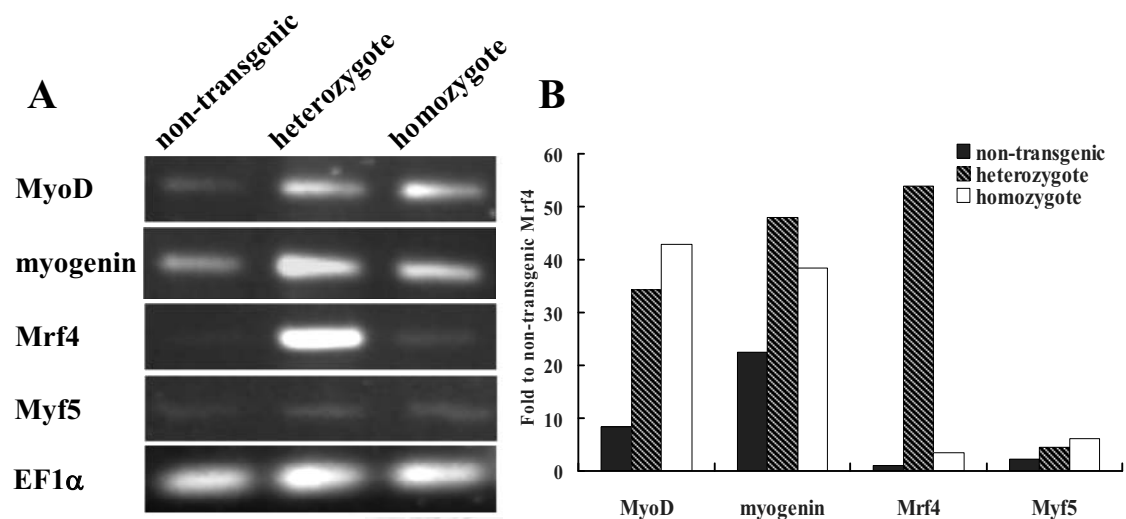 A
non-transgenic
heterozygote
homozygote
MyoD
myogenin
Mrf4
Myf5
EF1α
B
non-transgenic
heterozygote
homozygote
Fold to non-transgenic Mrf4
60
50
40
30
20
10
0
MyoD
myogenin
Mrf4
Myf5